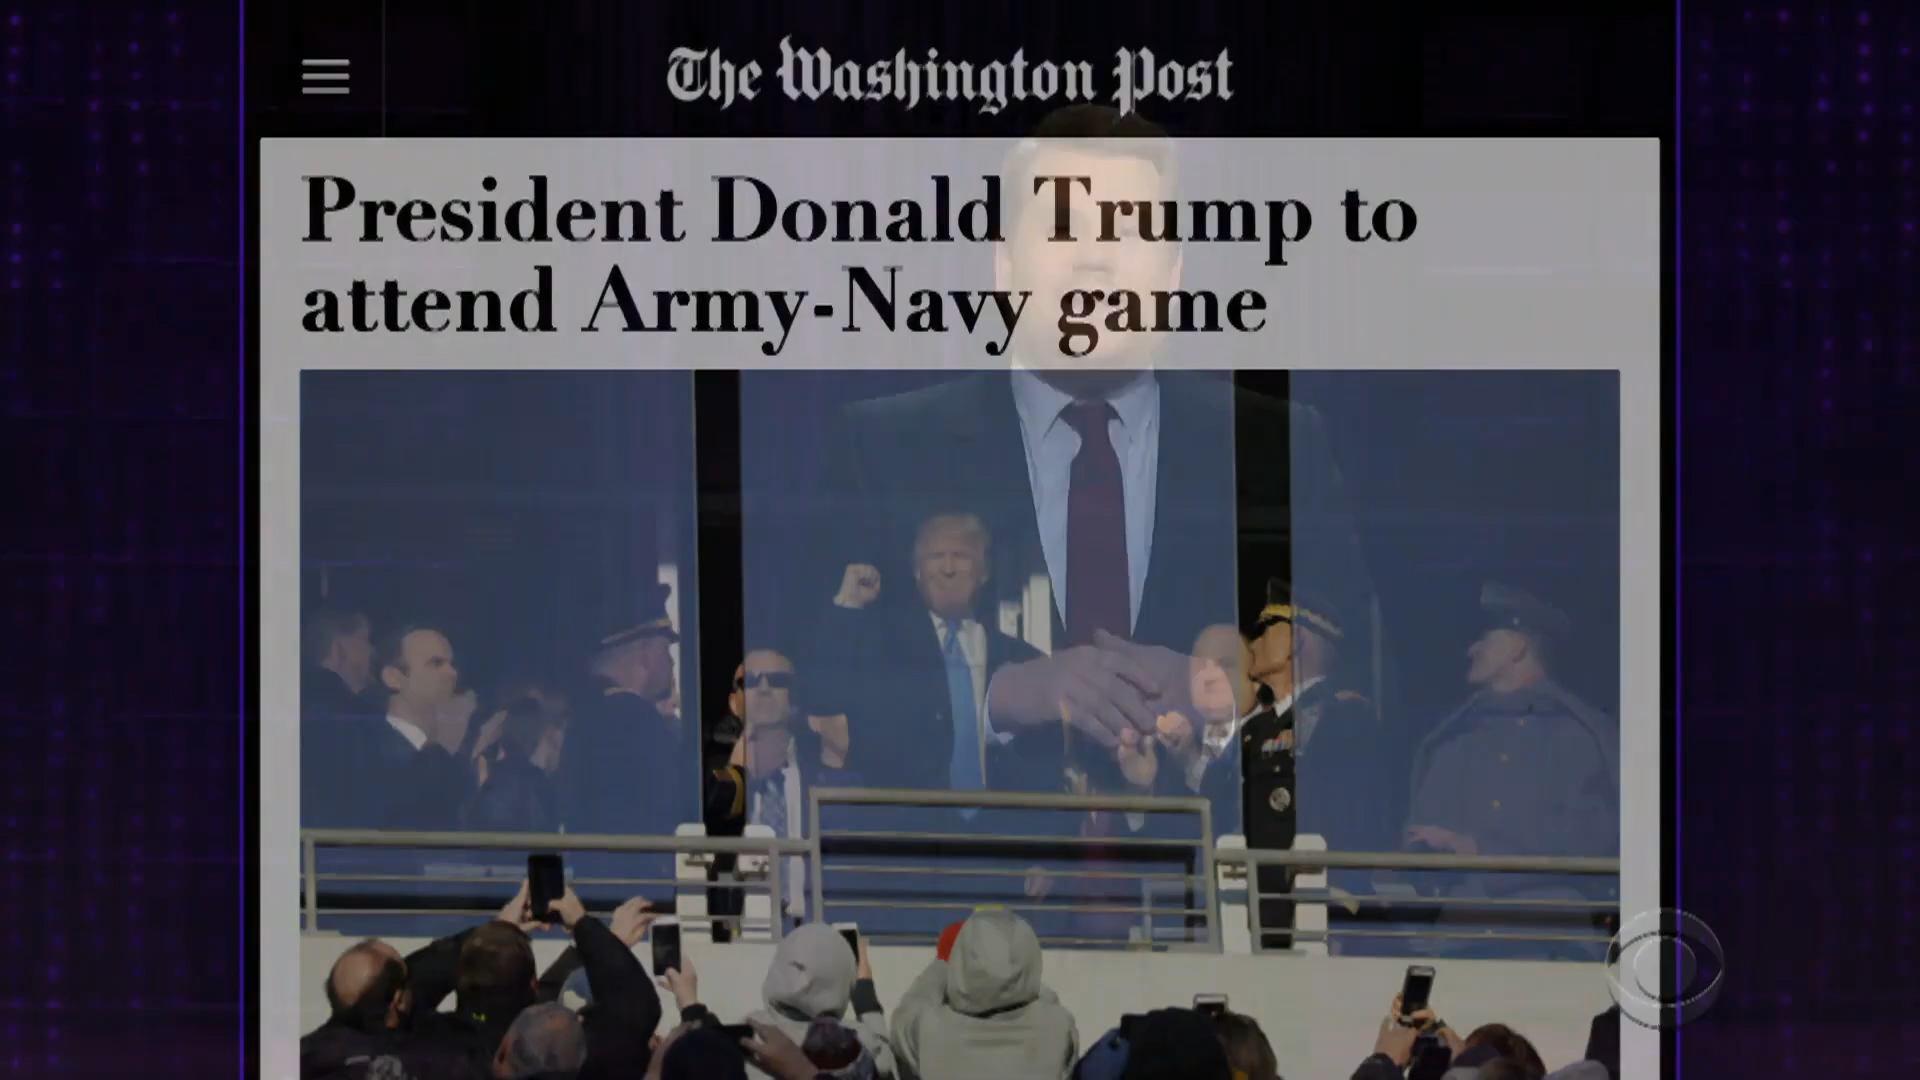 The Washington Post
President Donald Trump to
attend Army-Navy game